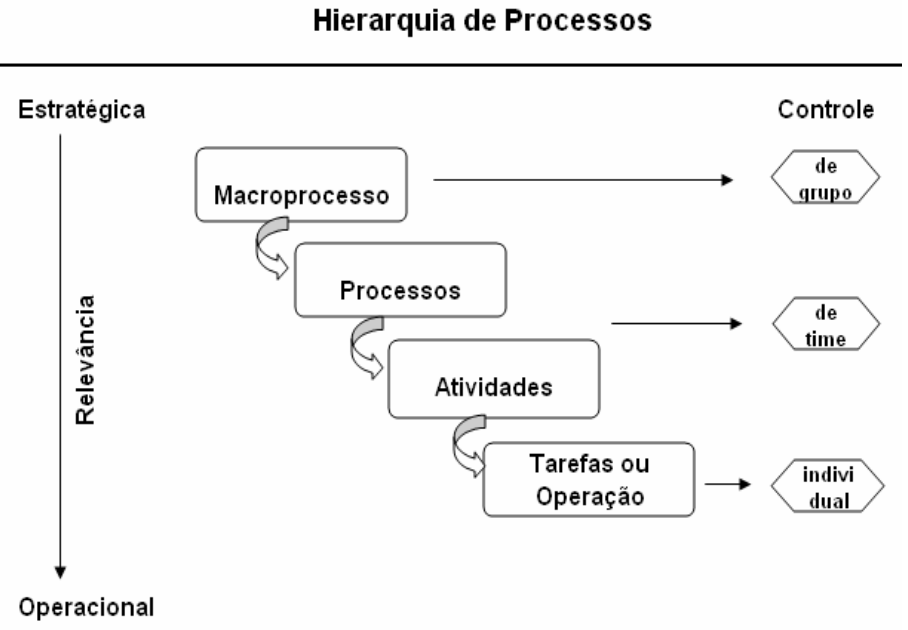 Hierarquia de Processos
Estratégica
Controle
Macroprocesso
de
grupo
Processos
de
time
Relevância
Atividades
Tarefas ou
Operação
indivi
dual
Operacional